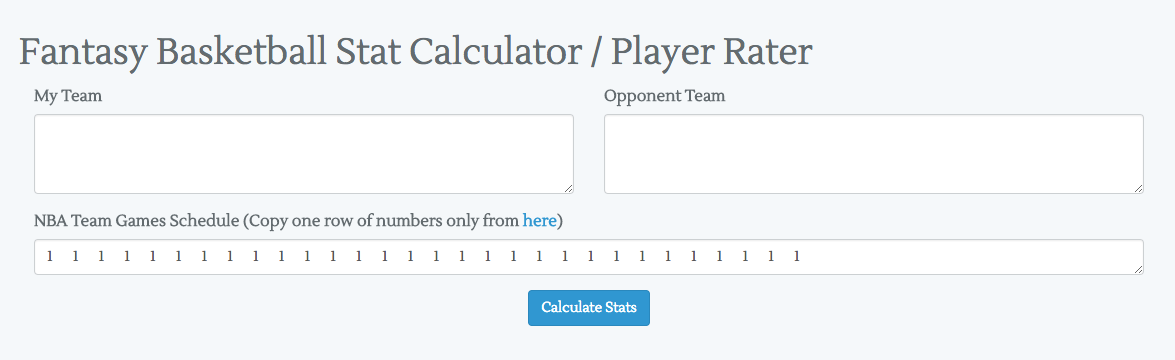 Fantasy Basketball Stat Calculator / Player Rater
My Team
Opponent Team
NBA Team Games Schedule (Copy one row of numbers only from here)
1 1 1 1 1 1 1 1 1 1 1 1 1 1 1 1 1 1 1 1 1 1 1 1 1 1 1 1 1 1
Calculate Stats